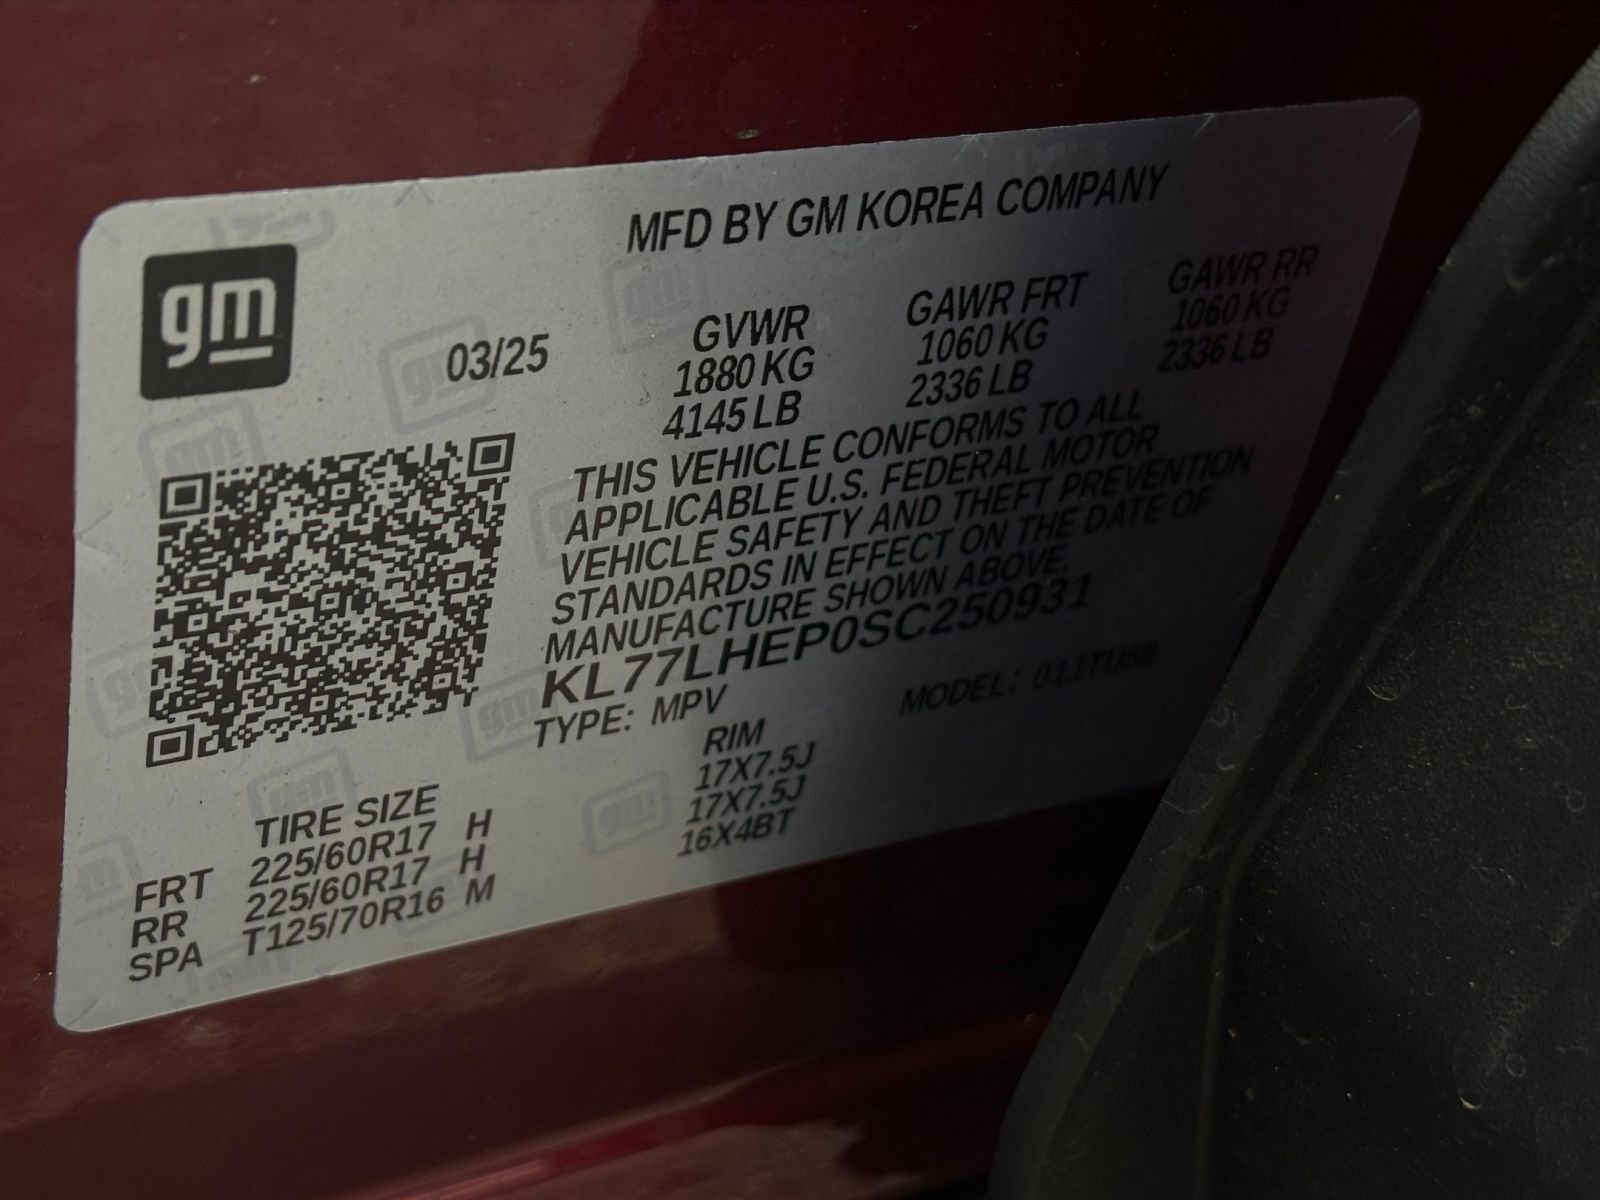 MFD BY GM KOREA COMPANY
gm
03/25
GVWR GAWR FRT GAWR RR
1880 KG 1060 KG 1060 KG
4145 LB 2336 LB 2336 LB
THIS VEHICLE CONFORMS TO ALL
APPLICABLE U.S. FEDERAL MOTOR
VEHICLE SAFETY AND THEFT PREVENTION
STANDARDS IN EFFECT ON THE DATE OF
MANUFACTURE SHOWN ABOVE.
KL77LHEP0SC250931
TYPE: MPV MODEL:
TIRE SIZE RIM
FRT 225/60R17 H 17X7.5J
RR 225/60R17 H 17X7.5J
SPA T125/70R16 M 16X4BT